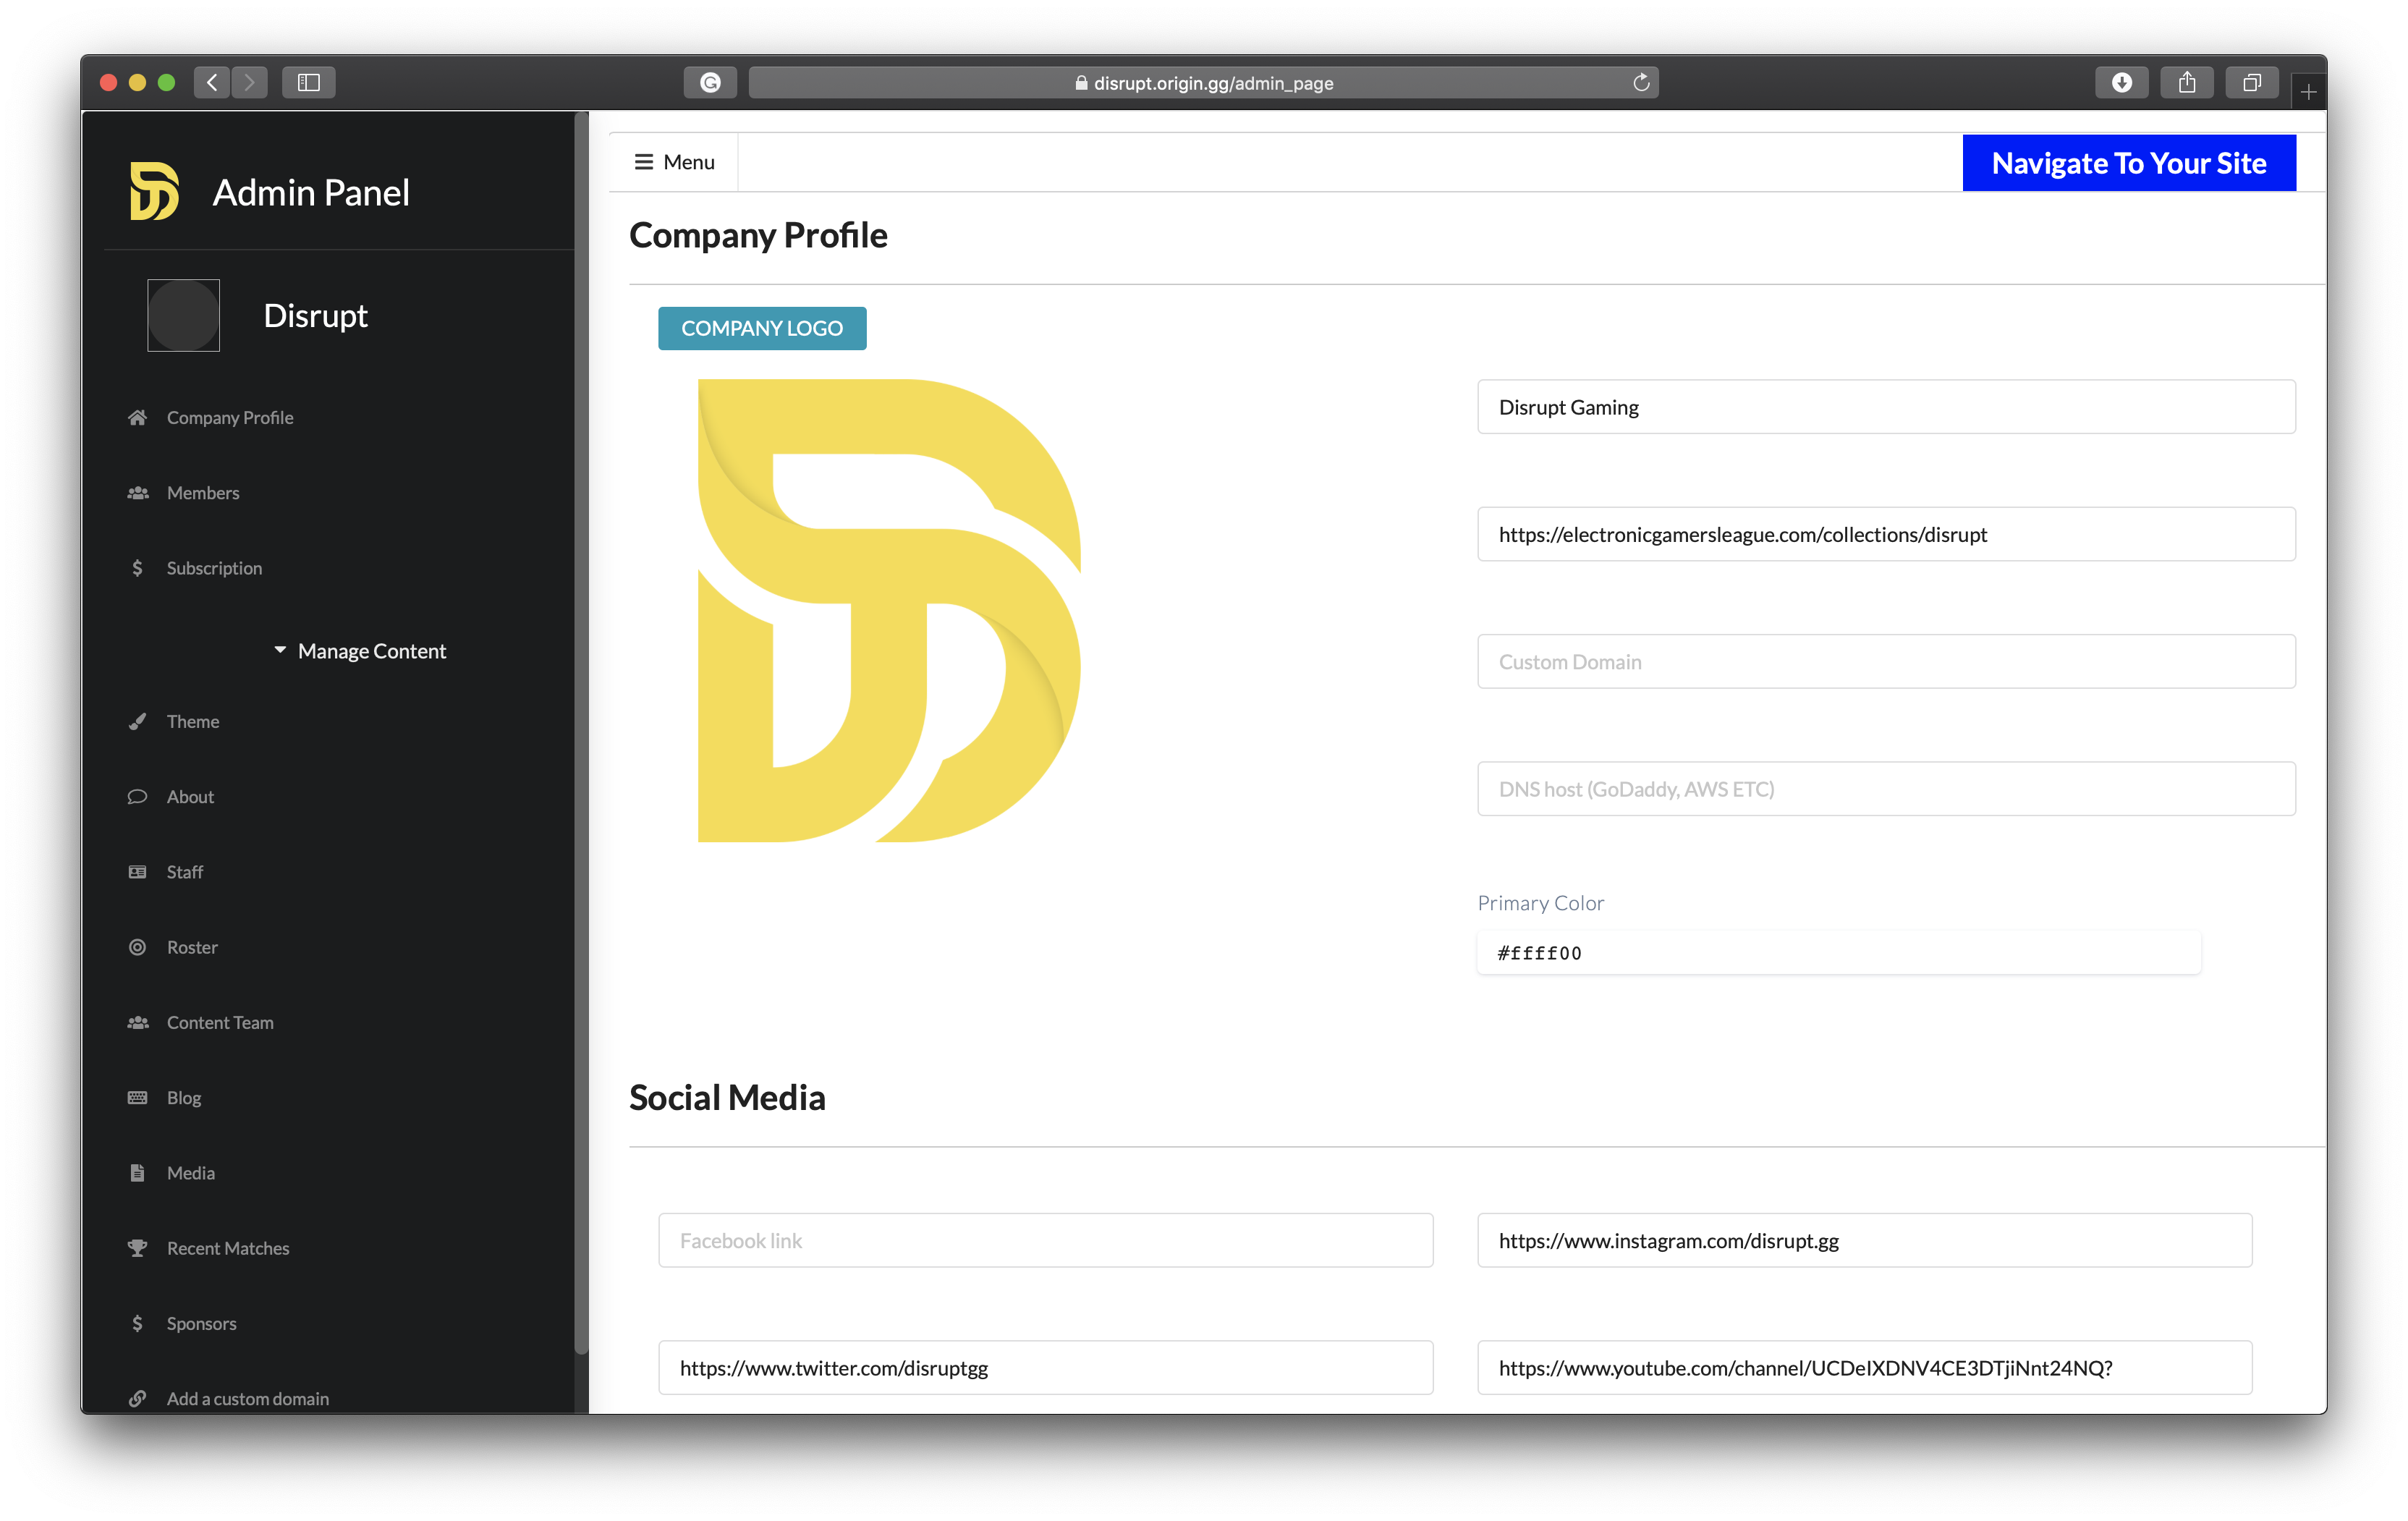 disrupt.origin.gg/admin_page
Admin Panel
Disrupt
Company Profile
Members
Subscription
Manage Content
Theme
About
Staff
Roster
Content Team
Blog
Media
Recent Matches
Sponsors
Add a custom domain
Menu
Navigate To Your Site
Company Profile
COMPANY LOGO
Disrupt Gaming
https://electronicgamersleague.com/collections/disrupt
Custom Domain
DNS host (GoDaddy, AWS ETC)
Primary Color
#ffff00
Social Media
Facebook link
https://www.instagram.com/disrupt.gg
https://www.twitter.com/disruptgg
https://www.youtube.com/channel/UCDeIXDNV4CE3DTjiNnt24NQ?